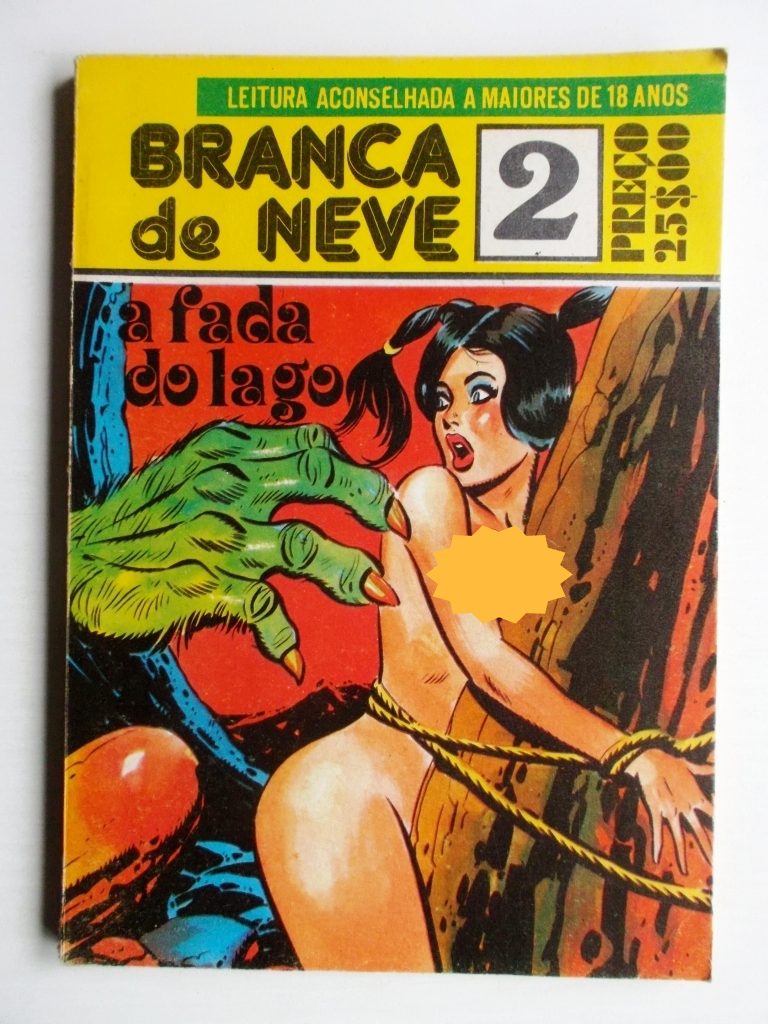 LEITURA ACONSELHADA A MAIORES DE 18 ANOS
BRANCA
de NEVE
2
PREÇO
25$00
a fada
do lago